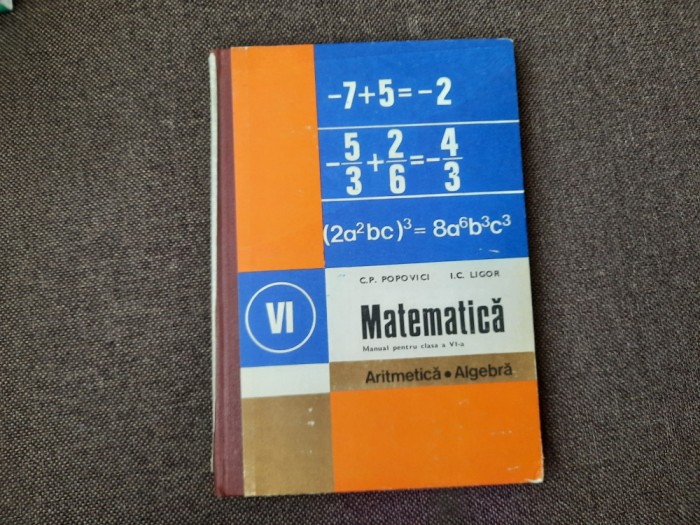 -7+5=-2
-5/3+2/6=-4/3
(2a²bc)³=8a⁶b³c³
C.P. POPOVICI I.C. LIGOR
VI
Matematică
Manual pentru clasa a VI-a
Aritmetică • Algebră